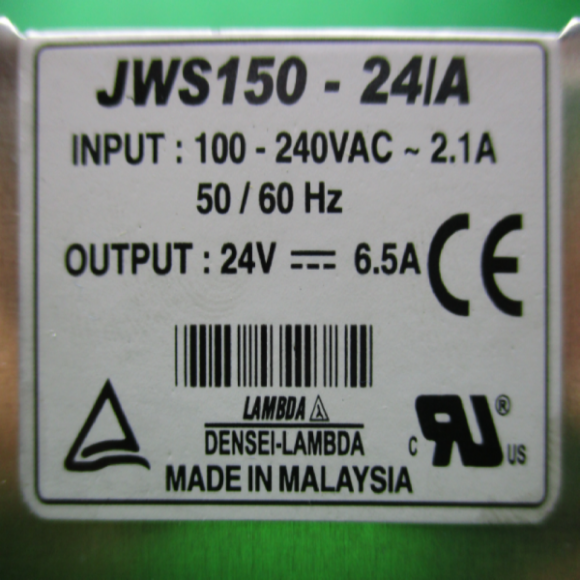 JWS150 - 24/A
INPUT : 100 - 240VAC ~ 2.1A
50 / 60 Hz
OUTPUT : 24V ⎓ 6.5A
CE
LAMBDA
DENSEI-LAMBDA
C RU ® US
MADE IN MALAYSIA